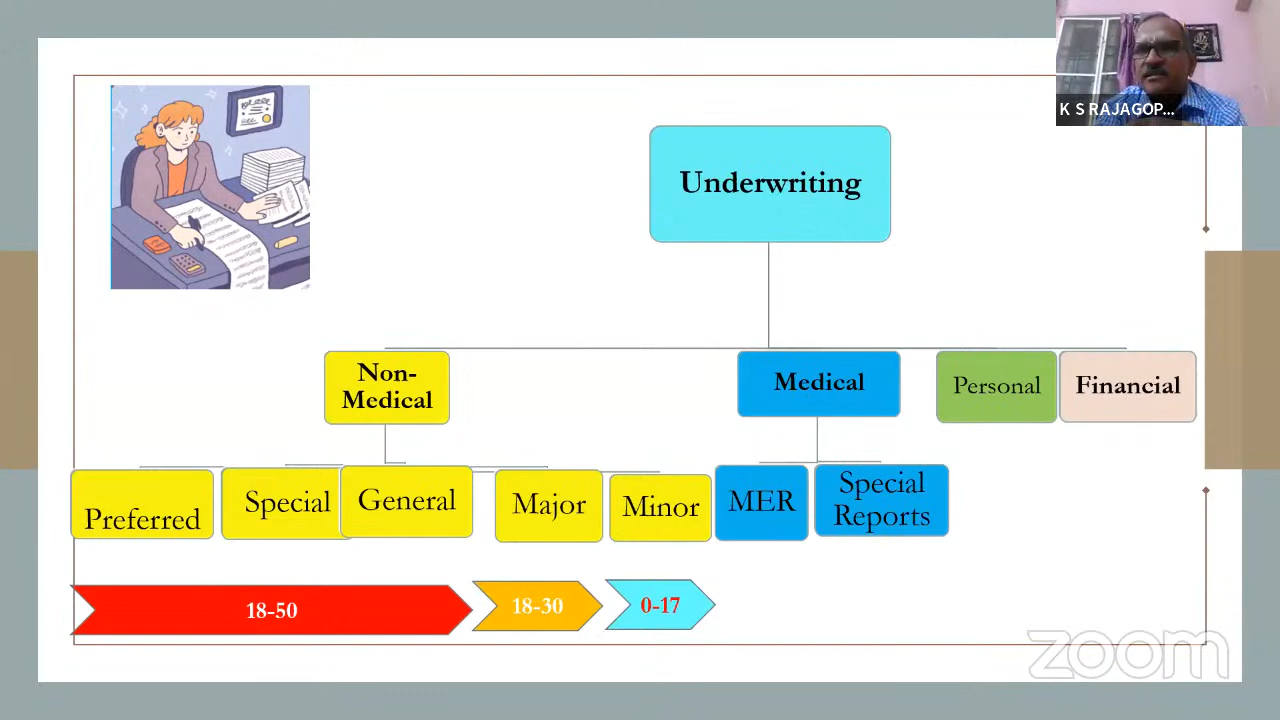 K S RAJAGOP...
Underwriting
Non-
Medical
Medical
Personal
Financial
Preferred
Special
General
Major
Minor
MER
Special
Reports
18-50
18-30
0-17
zoom